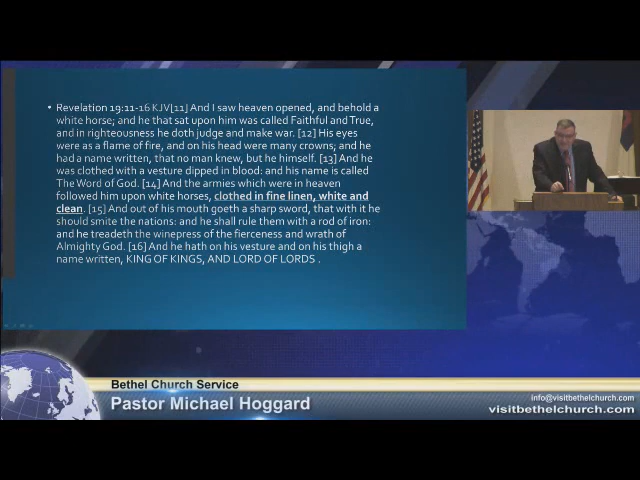 • Revelation 19:11-16 KJV[11] And I saw heaven opened, and behold a
white horse; and he that sat upon him was called Faithful and True,
and in righteousness he doth judge and make war. [12] His eyes
were as a flame of fire, and on his head were many crowns; and he
had a name written, that no man knew, but he himself. [13] And he
was clothed with a vesture dipped in blood: and his name is called
The Word of God. [14] And the armies which were in heaven
followed him upon white horses, clothed in fine linen, white and
clean. [15] And out of his mouth goeth a sharp sword, that with it he
should smite the nations: and he shall rule them with a rod of iron:
and he treadeth the winepress of the fierceness and wrath of
Almighty God. [16] And he hath on his vesture and on his thigh a
name written, KING OF KINGS, AND LORD OF LORDS .
Bethel Church Service
Pastor Michael Hoggard
info@visitbethelchurch.com
visitbethelchurch.com